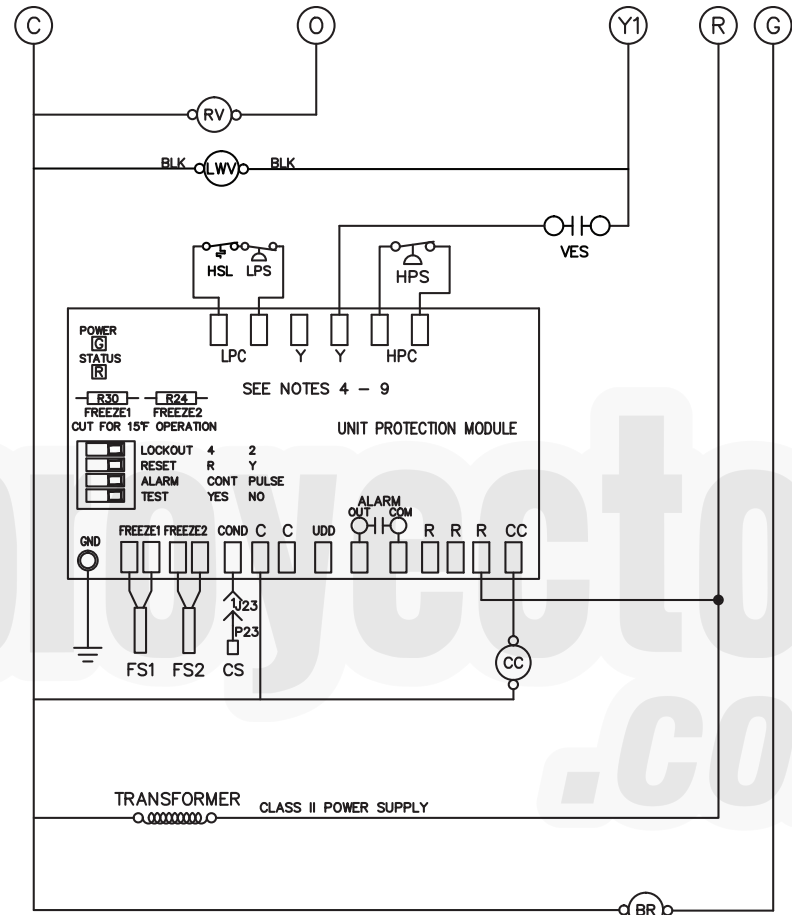 C O Y1 R G
RV
BLK LWV BLK
VES
HSL LPS HPS
LPC Y Y HPC
POWER
G
STATUS
R
SEE NOTES 4 - 9
R30 R24
FREEZE1 FREEZE2
CUT FOR 15°F OPERATION
UNIT PROTECTION MODULE
LOCKOUT 4 2
RESET R Y
ALARM CONT PULSE
TEST YES NO
ALARM
OUT COM
GND FREEZE1 FREEZE2 COND C C UDD R R R CC
1 J23
P23
FS1 FS2 CS
CC
TRANSFORMER CLASS II POWER SUPPLY
BR
proyecto
.co